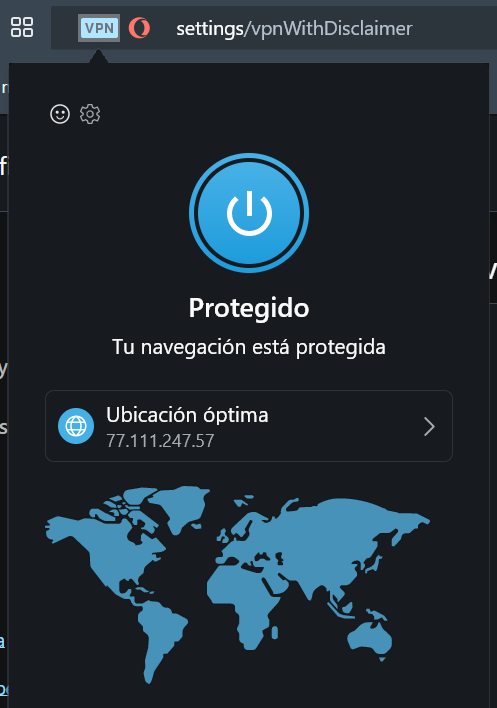 VPN
settings/vpnWithDisclaimer
Protegido
Tu navegación está protegida
Ubicación óptima
77.111.247.57